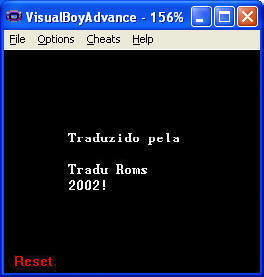 VisualBoyAdvance - 156%
File Options Cheats Help
Traduzido pela
Tradu Roms
2002!
Reset